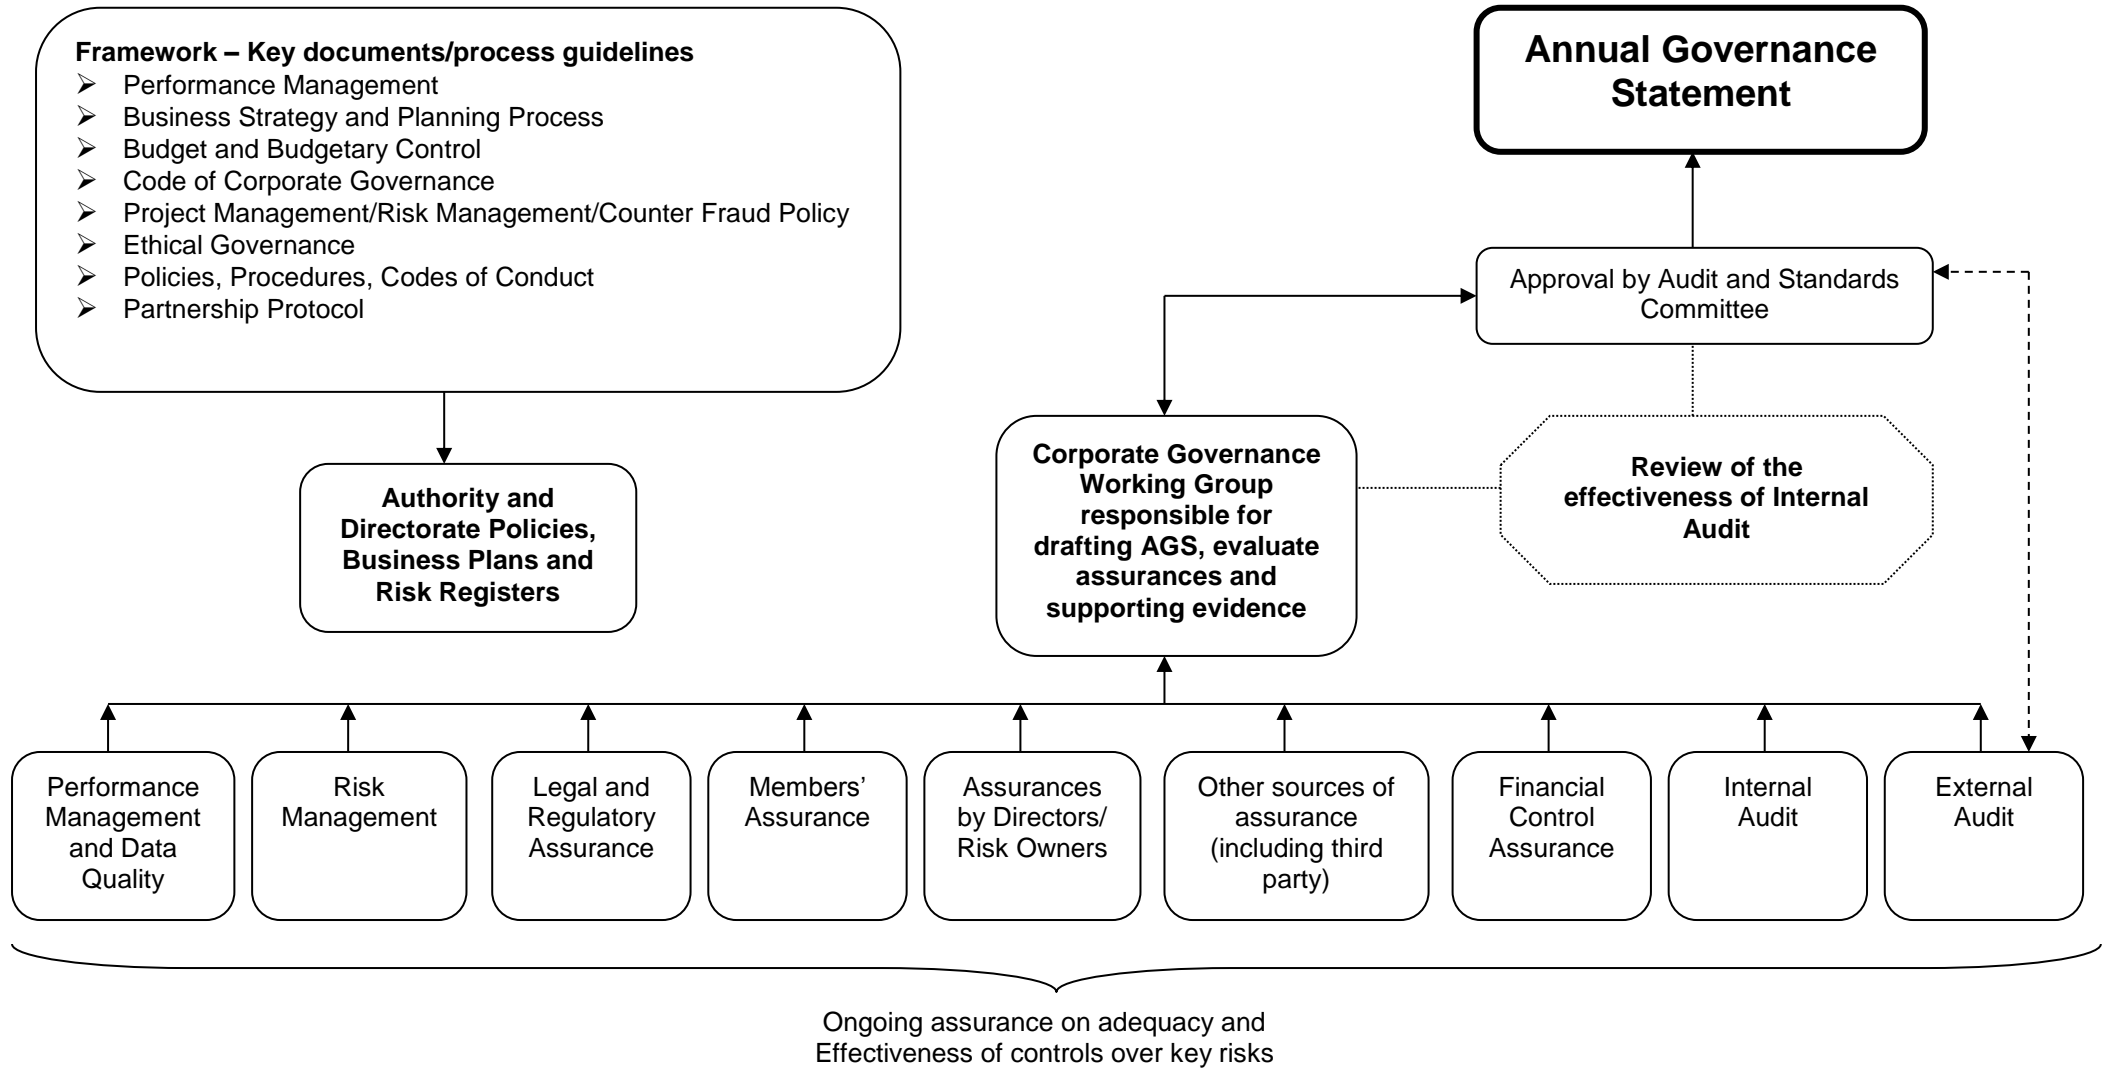 Framework – Key documents/process guidelines
➢ Performance Management
➢ Business Strategy and Planning Process
➢ Budget and Budgetary Control
➢ Code of Corporate Governance
➢ Project Management/Risk Management/Counter Fraud Policy
➢ Ethical Governance
➢ Policies, Procedures, Codes of Conduct
➢ Partnership Protocol
Annual Governance
Statement
Approval by Audit and Standards
Committee
Authority and
Directorate Policies,
Business Plans and
Risk Registers
Corporate Governance
Working Group
responsible for
drafting AGS, evaluate
assurances and
supporting evidence
Review of the
effectiveness of Internal
Audit
Performance
Management
and Data
Quality
Risk
Management
Legal and
Regulatory
Assurance
Members’
Assurance
Assurances
by Directors/
Risk Owners
Other sources of
assurance
(including third
party)
Financial
Control
Assurance
Internal
Audit
External
Audit
Ongoing assurance on adequacy and
Effectiveness of controls over key risks